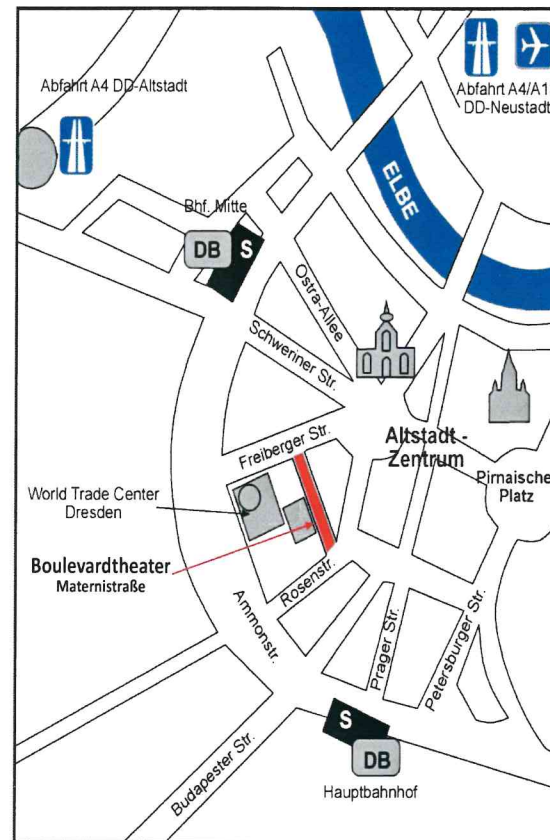 Abfahrt A4 DD-Altstadt
Abfahrt A4/A1
DD-Neustadt
ELBE
Bhf. Mitte
DB
S
Ostra-Allee
Schweriner Str.
Freiberger Str.
Altstadt -
Zentrum
Pirnaische
Platz
World Trade Center
Dresden
Boulevardtheater
Maternistraße
Rosenstr.
Ammonstr.
Prager Str.
Petersburger Str.
Budapester Str.
S
DB
Hauptbahnhof